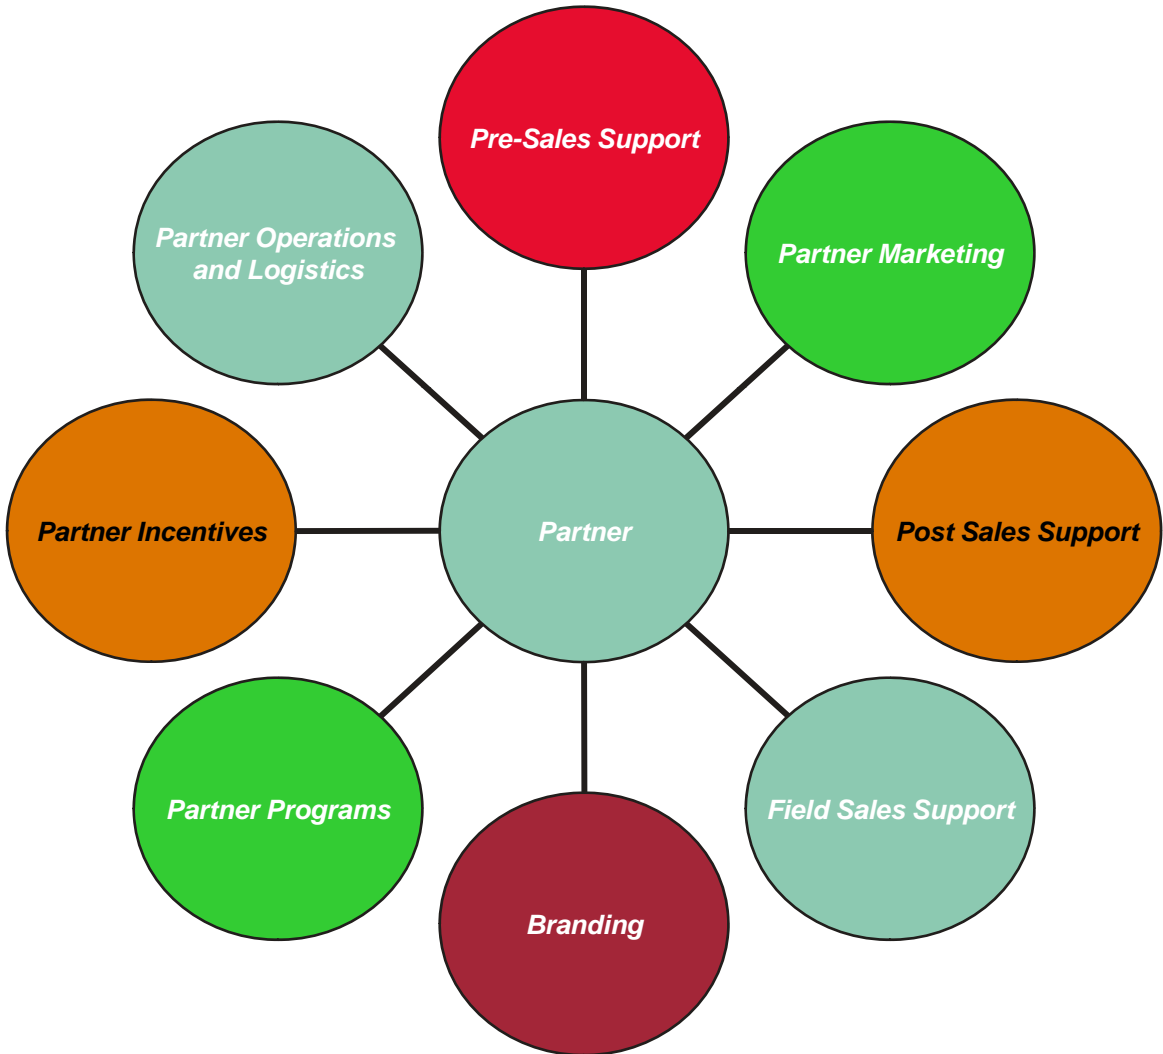 Pre-Sales Support
Partner Operations
and Logistics
Partner Marketing
Partner Incentives
Partner
Post Sales Support
Partner Programs
Field Sales Support
Branding